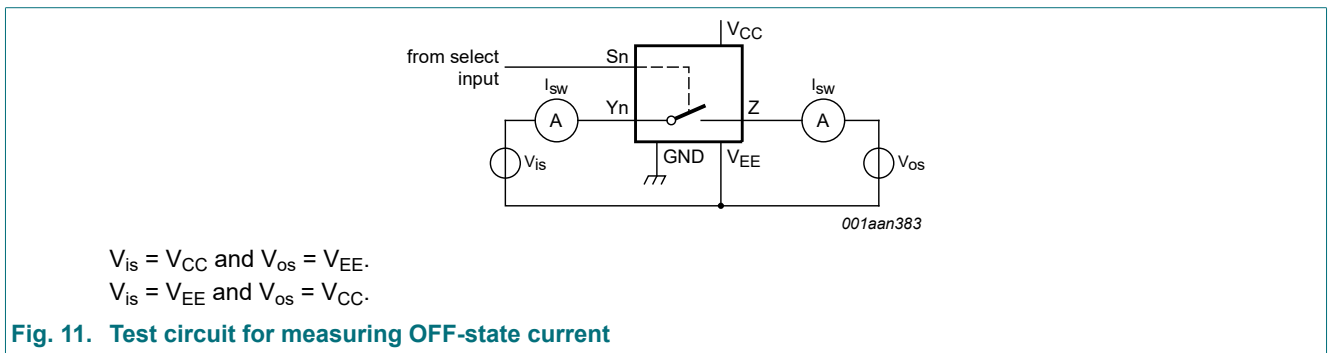 VCC
from select
input
Sn
Isw
A
Yn
Z
Isw
A
Vis
GND
VEE
Vos
001aan383
Vis = VCC and Vos = VEE.
Vis = VEE and Vos = VCC.
Fig. 11. Test circuit for measuring OFF-state current